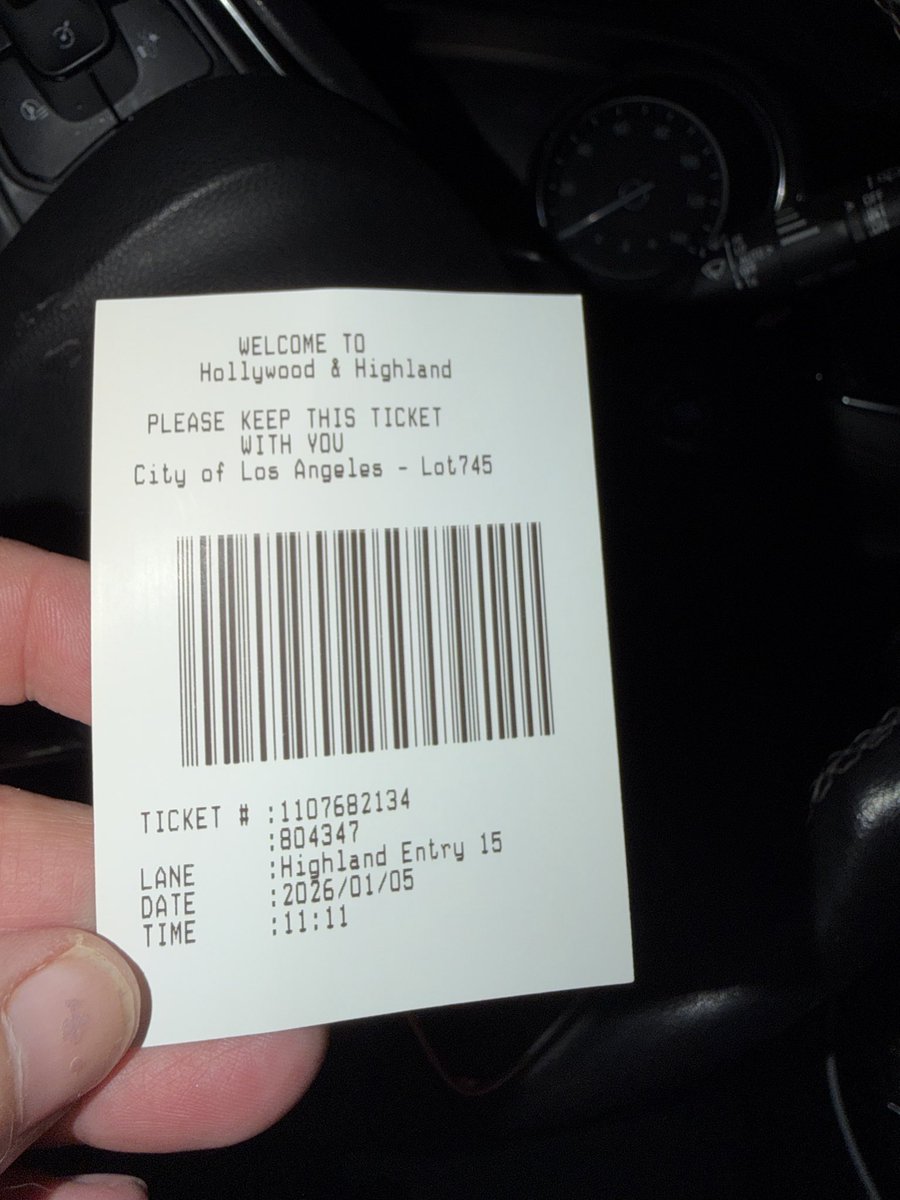 WELCOME TO
Hollywood & Highland
PLEASE KEEP THIS TICKET
WITH YOU
City of Los Angeles - Lot745
TICKET # :1107682134
:804347
LANE :Highland Entry 15
DATE :2026/01/05
TIME :11:11